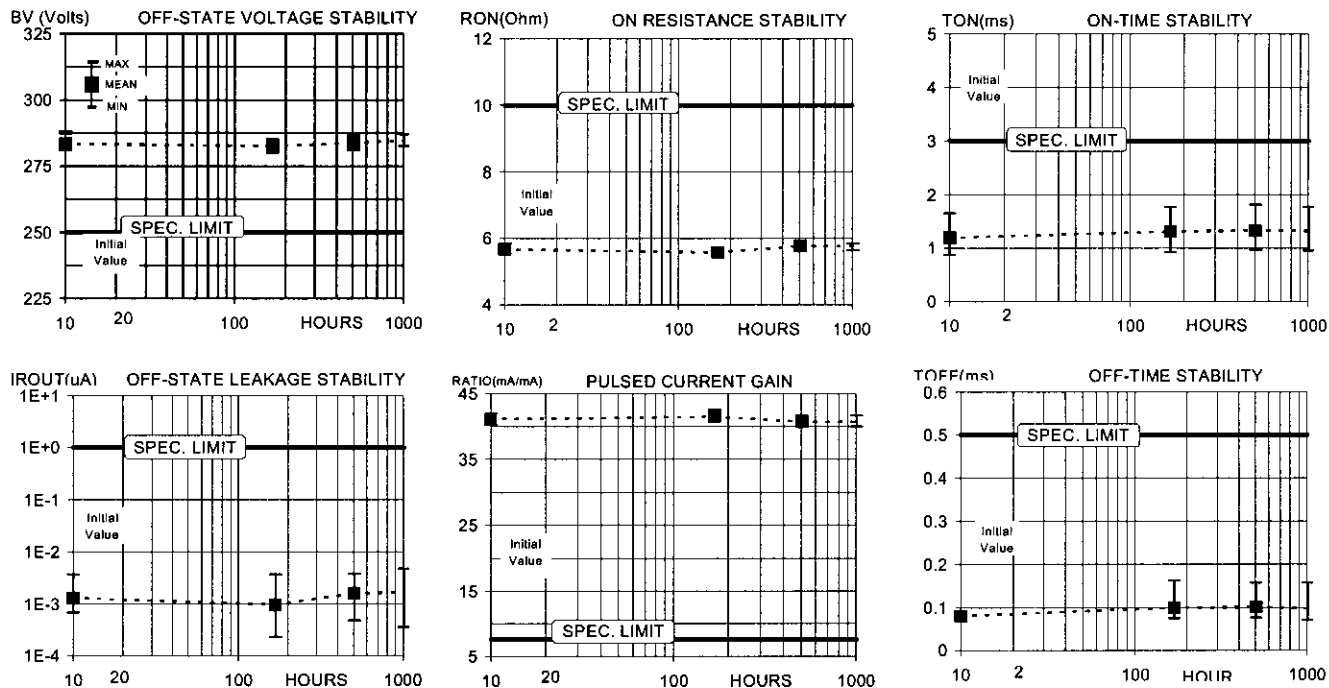 BV (Volts) OFF-STATE VOLTAGE STABILITY
325
300
275
250
225
MAX
MEAN
MIN
SPEC. LIMIT
Initial
Value
10 20 100 HOURS 1000
RON(Ohm) ON RESISTANCE STABILITY
12
10
8
6
4
SPEC. LIMIT
Initial
Value
10 2 100 HOURS 1000
TON(ms) ON-TIME STABILITY
5
4
3
2
1
0
Initial
Value
SPEC. LIMIT
10 2 100 HOURS 1000
IROUT(uA) OFF-STATE LEAKAGE STABILITY
1E+1
1E+0
1E-1
1E-2
1E-3
1E-4
SPEC. LIMIT
Initial
Value
10 20 100 HOURS 1000
RATIO(mA/mA) PULSED CURRENT GAIN
45
35
25
15
5
Initial
Value
SPEC. LIMIT
10 20 100 HOURS 1000
TOFF(ms) OFF-TIME STABILITY
0.6
0.5
0.4
0.3
0.2
0.1
0
SPEC. LIMIT
Initial
Value
10 2 100 HOUR 1000